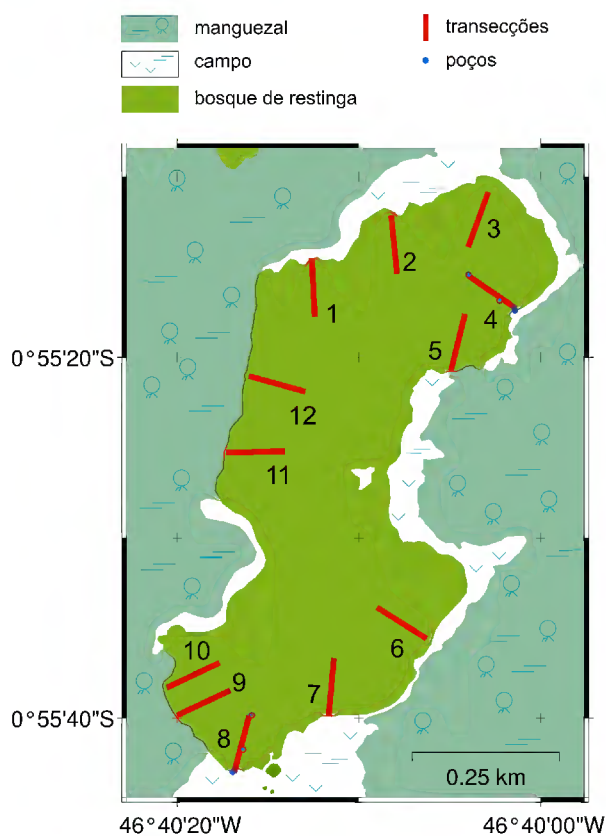 manguezal
campo
bosque de restinga
transecções
poços
3
2
1
4
5
0°55'20"S
12
11
6
10
9
7
8
0°55'40"S
0.25 km
46°40'20"W
46°40'00"W